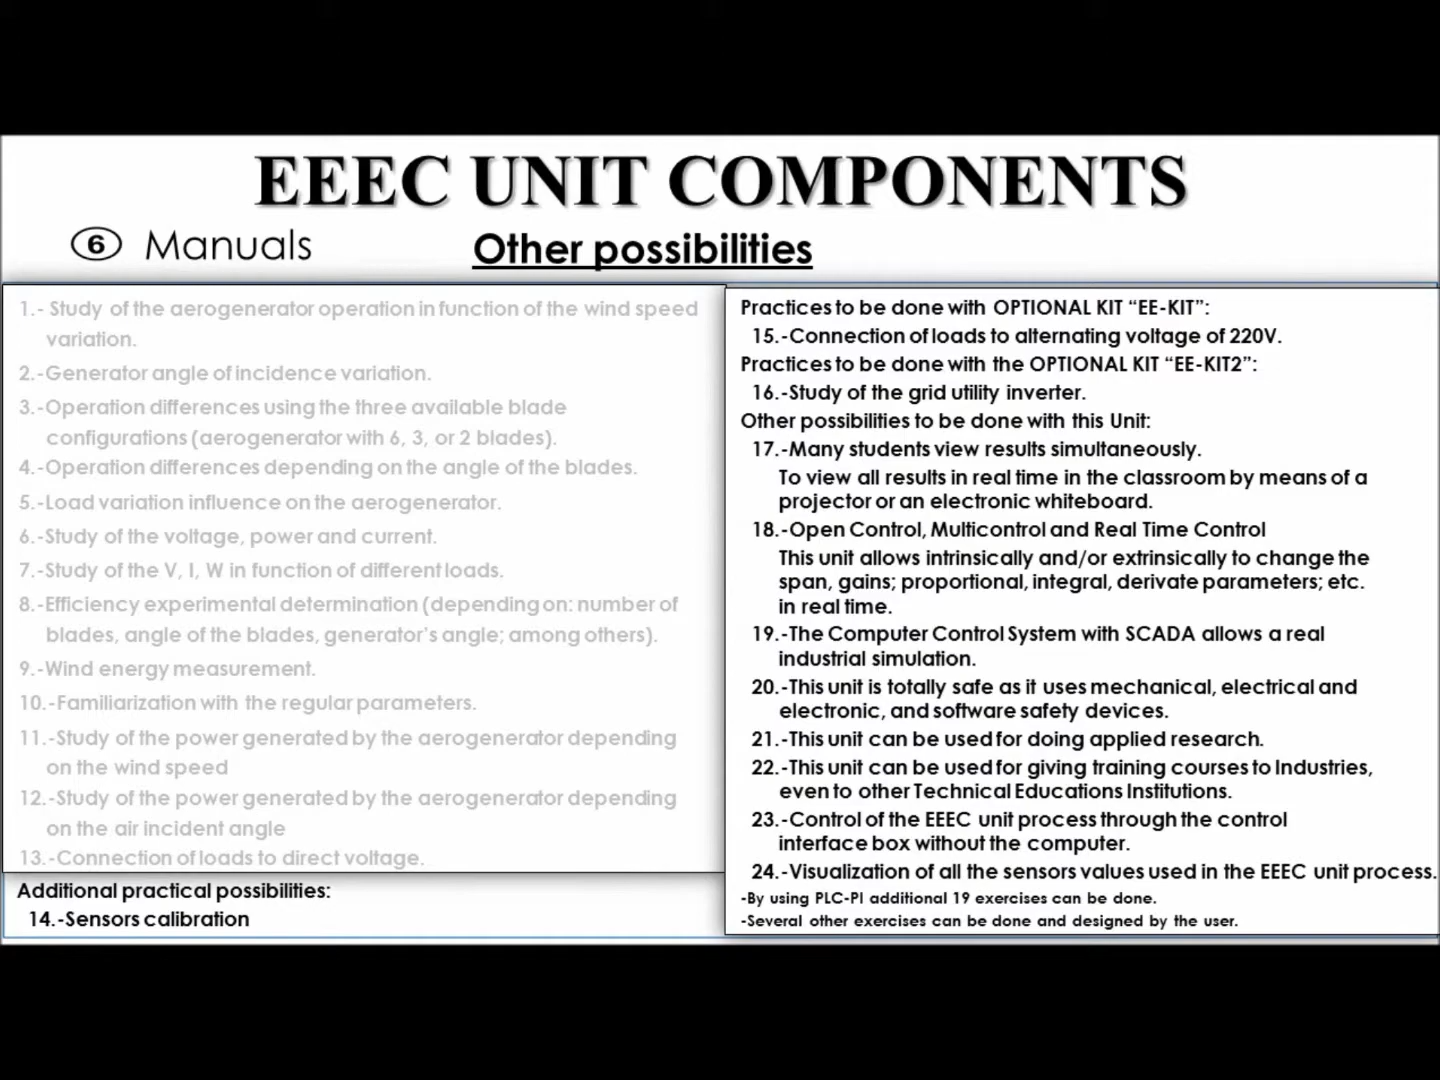 EEEC UNIT COMPONENTS
6 Manuals
Other possibilities
1.- Study of the aerogenerator operation in function of the wind speed
variation.
2.-Generator angle of incidence variation.
3.-Operation differences using the three available blade
configurations (aerogenerator with 6, 3, or 2 blades).
4.-Operation differences depending on the angle of the blades.
5.-Load variation influence on the aerogenerator.
6.-Study of the voltage, power and current.
7.-Study of the V, I, W in function of different loads.
8.-Efficiency experimental determination (depending on: number of
blades, angle of the blades, generator's angle; among others).
9.-Wind energy measurement.
10.-Familiarization with the regular parameters.
11.-Study of the power generated by the aerogenerator depending
on the wind speed
12.-Study of the power generated by the aerogenerator depending
on the air incident angle
13.-Connection of loads to direct voltage.
Additional practical possibilities:
14.-Sensors calibration
Practices to be done with OPTIONAL KIT “EE-KIT”:
15.-Connection of loads to alternating voltage of 220V.
Practices to be done with the OPTIONAL KIT “EE-KIT2”:
16.-Study of the grid utility inverter.
Other possibilities to be done with this Unit:
17.-Many students view results simultaneously.
To view all results in real time in the classroom by means of a
projector or an electronic whiteboard.
18.-Open Control, Multicontrol and Real Time Control
This unit allows intrinsically and/or extrinsically to change the
span, gains; proportional, integral, derivate parameters; etc.
in real time.
19.-The Computer Control System with SCADA allows a real
industrial simulation.
20.-This unit is totally safe as it uses mechanical, electrical and
electronic, and software safety devices.
21.-This unit can be used for doing applied research.
22.-This unit can be used for giving training courses to Industries,
even to other Technical Educations Institutions.
23.-Control of the EEEC unit process through the control
interface box without the computer.
24.-Visualization of all the sensors values used in the EEEC unit process.
-By using PLC-PI additional 19 exercises can be done.
-Several other exercises can be done and designed by the user.